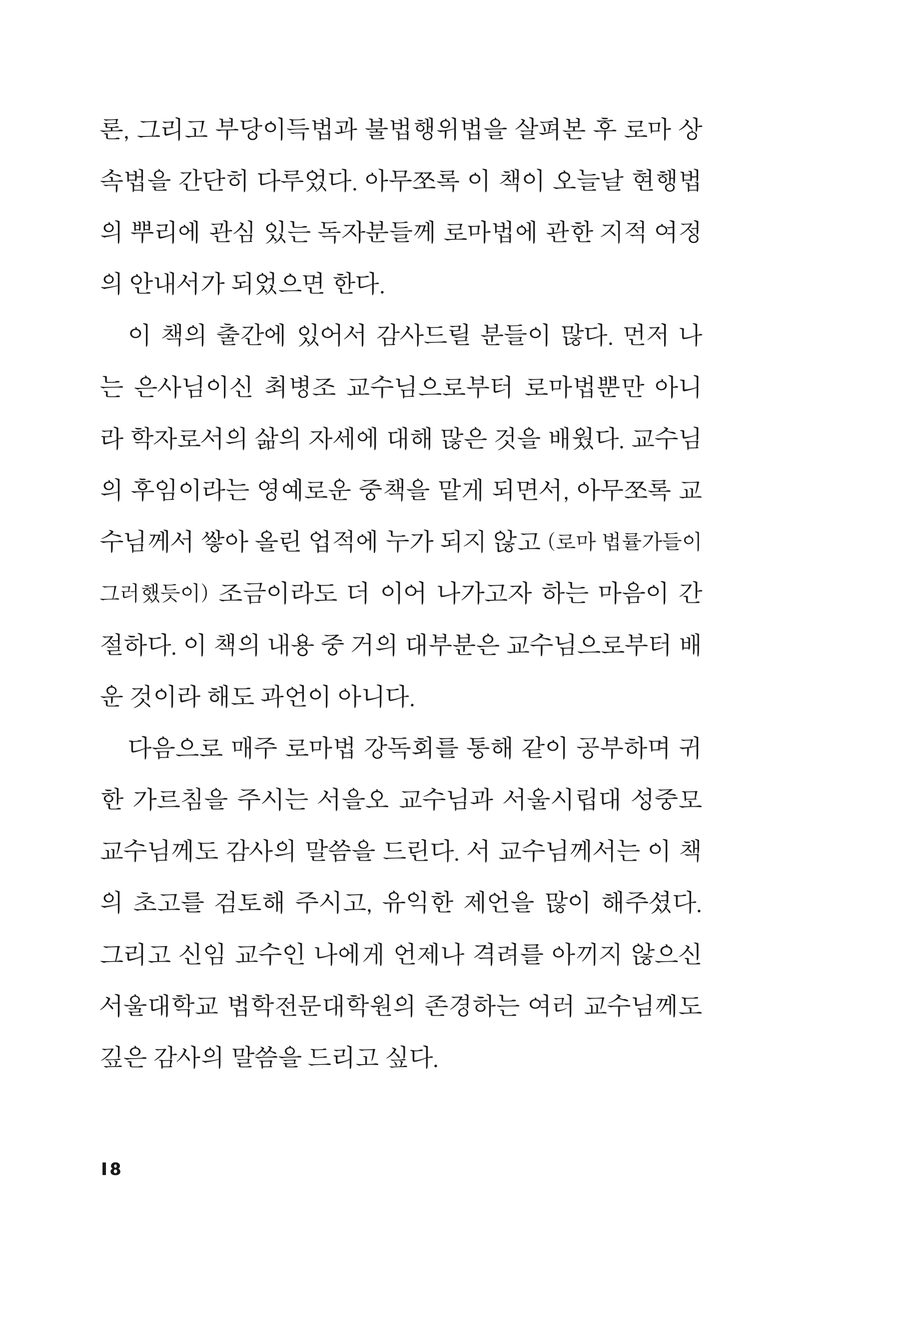 론, 그리고 부당이득법과 불법행위법을 살펴본 후 로마 상
속법을 간단히 다루었다. 아무쪼록 이 책이 오늘날 현행법
의 뿌리에 관심 있는 독자분들께 로마법에 관한 지적 여정
의 안내서가 되었으면 한다.
이 책의 출간에 있어서 감사드릴 분들이 많다. 먼저 나
는 은사님이신 최병조 교수님으로부터 로마법뿐만 아니
라 학자로서의 삶의 자세에 대해 많은 것을 배웠다. 교수님
의 후임이라는 영예로운 중책을 맡게 되면서, 아무쪼록 교
수님께서 쌓아 올린 업적에 누가 되지 않고 (로마 법률가들이
그러했듯이) 조금이라도 더 이어 나가고자 하는 마음이 간
절하다. 이 책의 내용 중 거의 대부분은 교수님으로부터 배
운 것이라 해도 과언이 아니다.
다음으로 매주 로마법 강독회를 통해 같이 공부하며 귀
한 가르침을 주시는 서을오 교수님과 서울시립대 성중모
교수님께도 감사의 말씀을 드린다. 서 교수님께서는 이 책
의 초고를 검토해 주시고, 유익한 제언을 많이 해주셨다.
그리고 신임 교수인 나에게 언제나 격려를 아끼지 않으신
서울대학교 법학전문대학원의 존경하는 여러 교수님께도
깊은 감사의 말씀을 드리고 싶다.
18